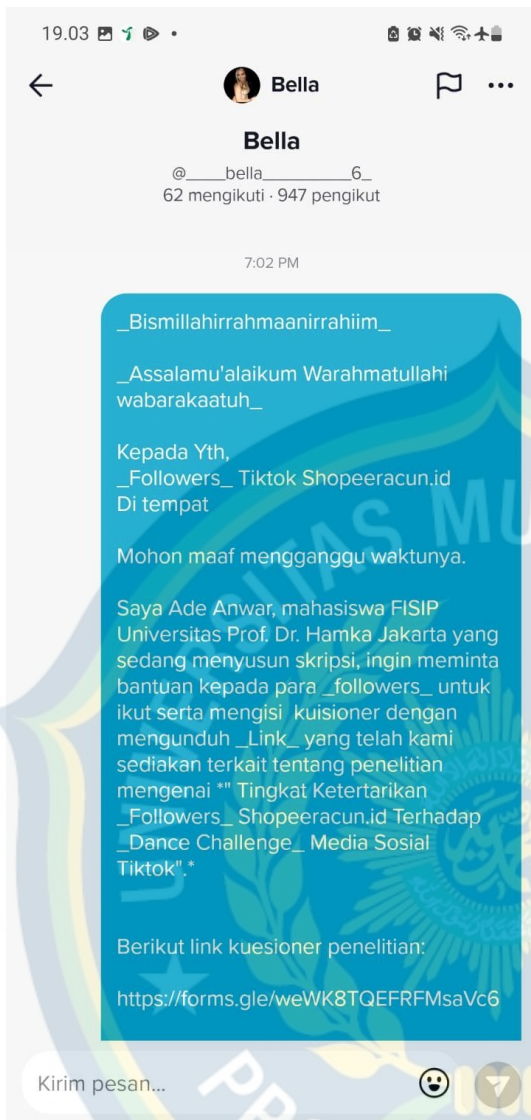 19.03
Bella
Bella
@____bella_________6_
62 mengikuti · 947 pengikut
7:02 PM
_Bismillahirrahmaanirrahiim_
_Assalamu'alaikum Warahmatullahi
wabarakaatuh_
Kepada Yth,
_Followers_ Tiktok Shopeeracun.id
Di tempat
Mohon maaf mengganggu waktunya.
Saya Ade Anwar, mahasiswa FISIP
Universitas Prof. Dr. Hamka Jakarta yang
sedang menyusun skripsi, ingin meminta
bantuan kepada para _followers_ untuk
ikut serta mengisi kuisioner dengan
mengunduh _Link_ yang telah kami
sediakan terkait tentang penelitian
mengenai *" Tingkat Ketertarikan
_Followers_ Shopeeracun.id Terhadap
_Dance Challenge_ Media Sosial
Tiktok".*
Berikut link kuesioner penelitian:
https://forms.gle/weWK8TQEFRFMsaVc6
Kirim pesan...